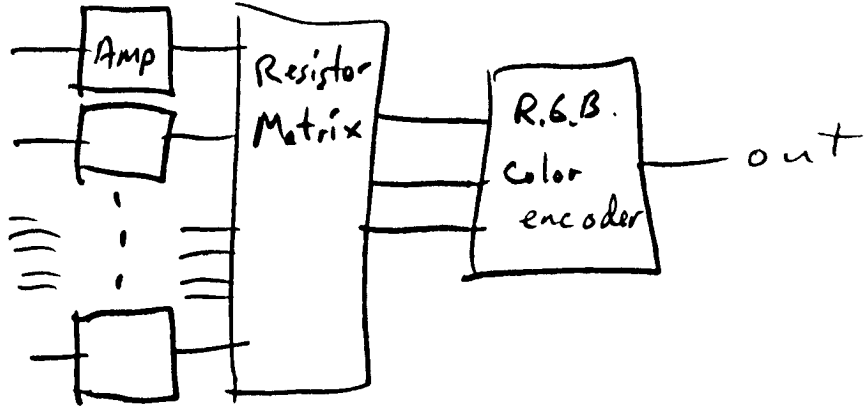 Amp
Resistor
Matrix
R.G.B.
Color
encoder
out